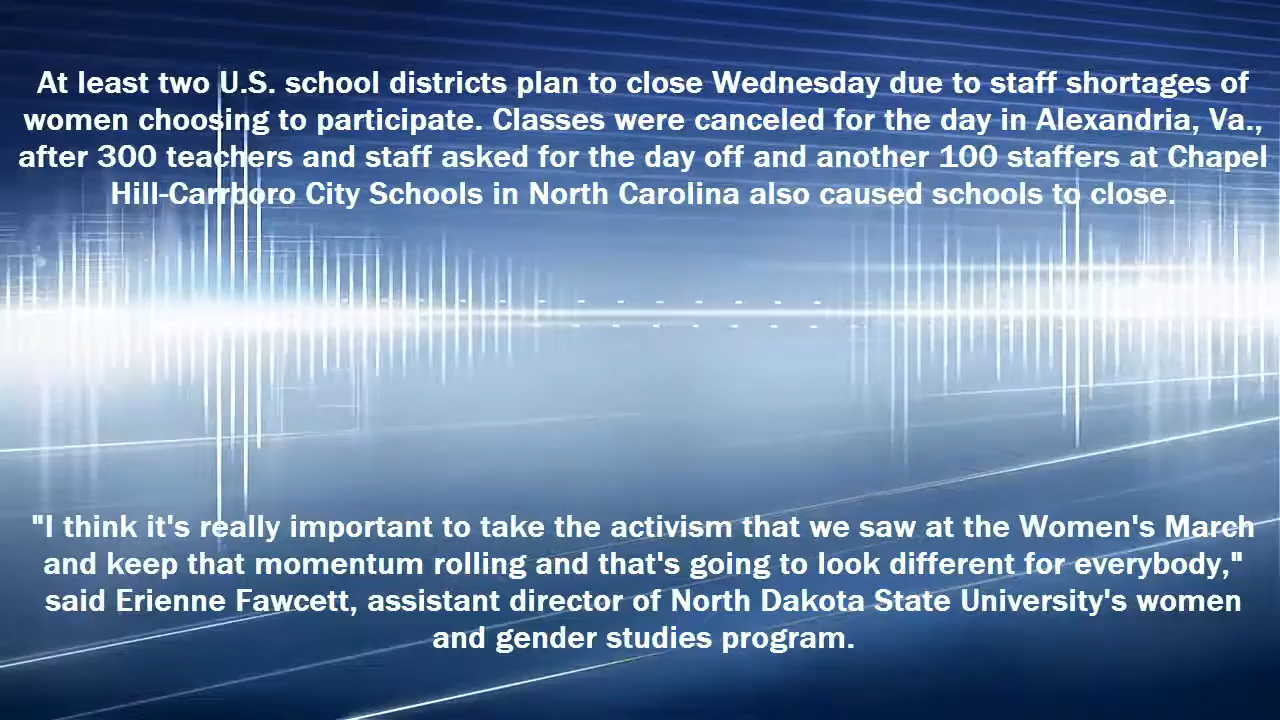 At least two U.S. school districts plan to close Wednesday due to staff shortages of
women choosing to participate. Classes were canceled for the day in Alexandria, Va.,
after 300 teachers and staff asked for the day off and another 100 staffers at Chapel
Hill-Carrboro City Schools in North Carolina also caused schools to close.
"I think it's really important to take the activism that we saw at the Women's March
and keep that momentum rolling and that's going to look different for everybody,"
said Erienne Fawcett, assistant director of North Dakota State University's women
and gender studies program.